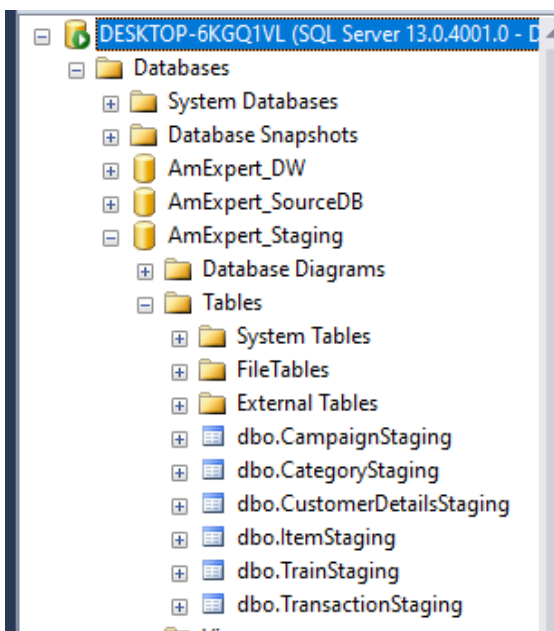 DESKTOP-6KGQ1VL (SQL Server 13.0.4001.0 - D
Databases
System Databases
Database Snapshots
AmExpert_DW
AmExpert_SourceDB
AmExpert_Staging
Database Diagrams
Tables
System Tables
FileTables
External Tables
dbo.CampaignStaging
dbo.CategoryStaging
dbo.CustomerDetailsStaging
dbo.ItemStaging
dbo.TrainStaging
dbo.TransactionStaging